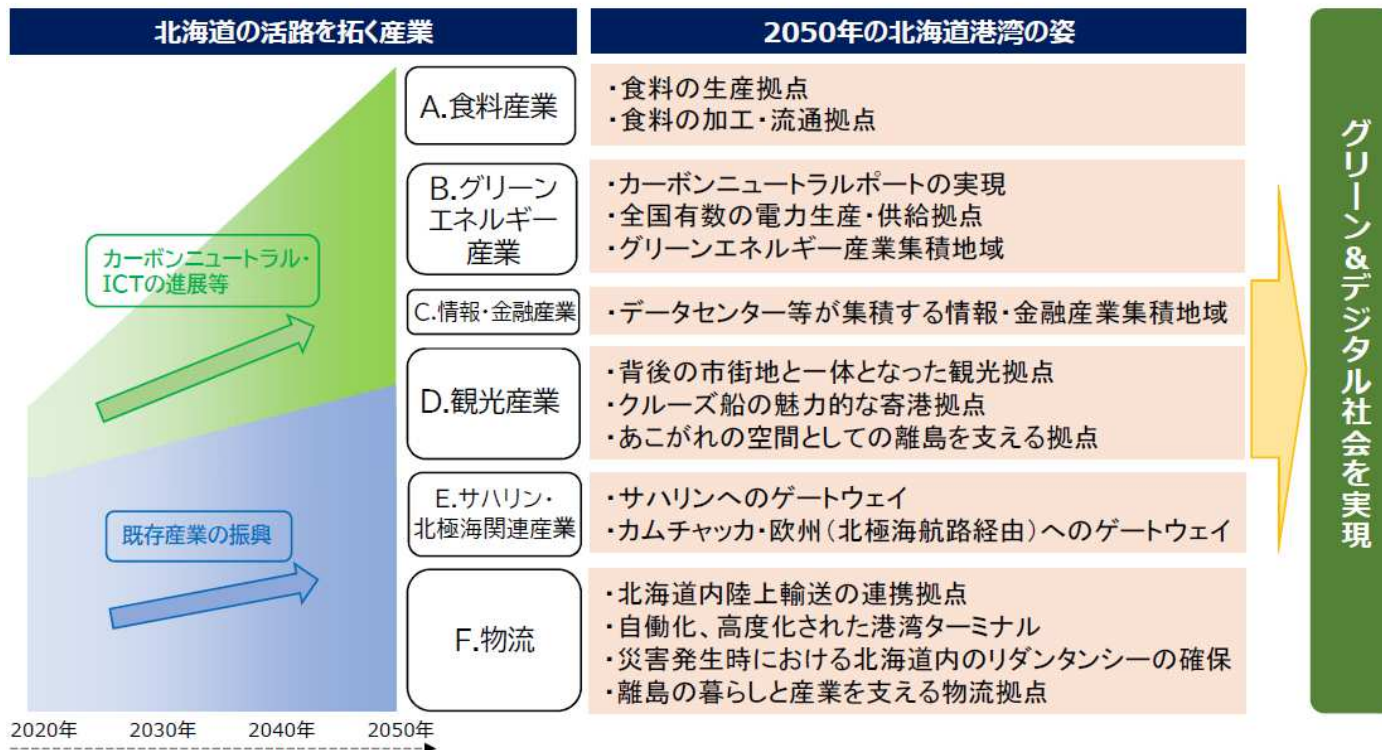 北海道の活路を拓く産業
2050年の北海道港湾の姿
カーボンニュートラル・
ICTの進展等
既存産業の振興
2020年
2030年
2040年
2050年
A.食料産業
・食料の生産拠点
・食料の加工・流通拠点
B.グリーン
エネルギー
産業
・カーボンニュートラルポートの実現
・全国有数の電力生産・供給拠点
・グリーンエネルギー産業集積地域
C.情報・金融産業
・データセンター等が集積する情報・金融産業集積地域
D.観光産業
・背後の市街地と一体となった観光拠点
・クルーズ船の魅力的な寄港拠点
・あこがれの空間としての離島を支える拠点
E.サハリン・
北極海関連産業
・サハリンへのゲートウェイ
・カムチャッカ・欧州（北極海航路経由）へのゲートウェイ
F.物流
・北海道内陸上輸送の連携拠点
・自働化、高度化された港湾ターミナル
・災害発生時における北海道内のリダンタンシーの確保
・離島の暮らしと産業を支える物流拠点
グリーン&デジタル社会を実現